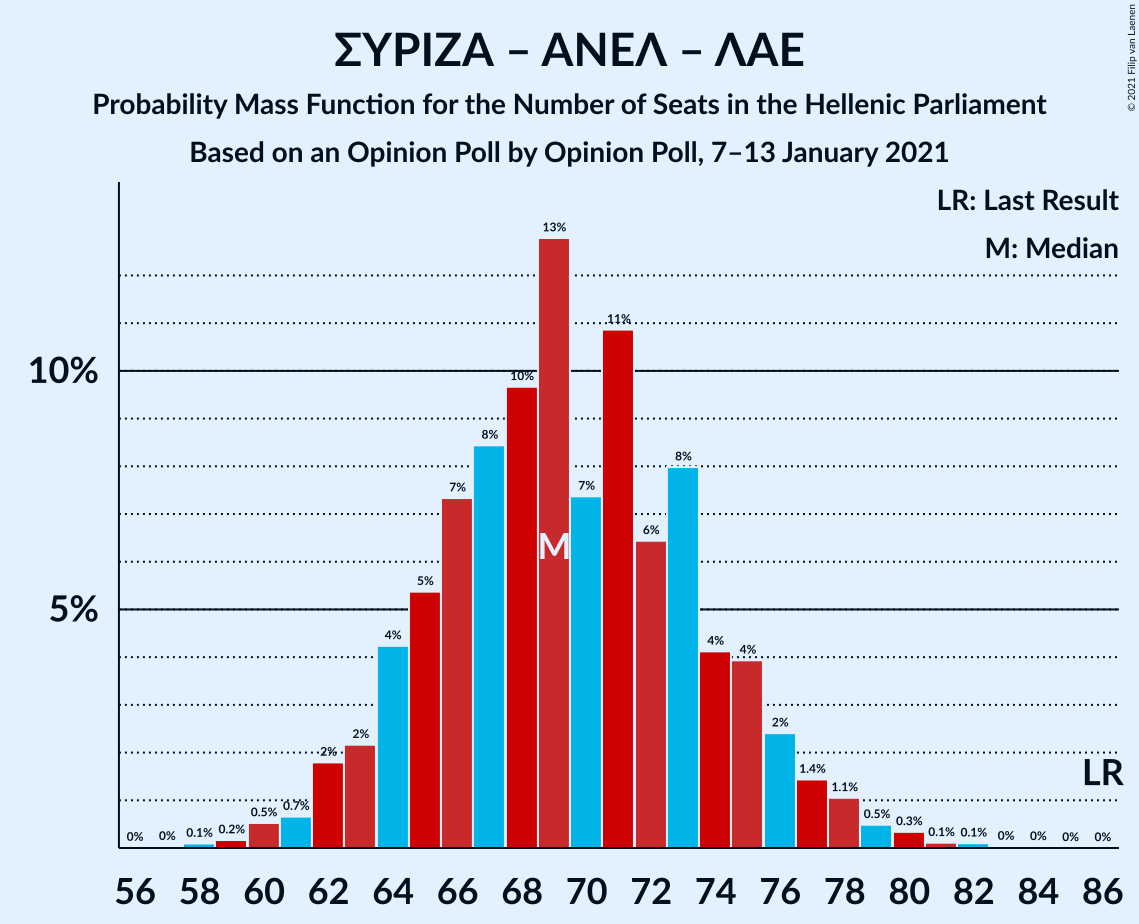 ΣΥΡΙΖΑ – ΑΝΕΛ – ΛΑΕ
Probability Mass Function for the Number of Seats in the Hellenic Parliament
Based on an Opinion Poll by Opinion Poll, 7–13 January 2021
© 2021 Filip van Laenen
LR: Last Result
M: Median
10%
5%
0% 0% 0.1% 0.2% 0.5% 0.7% 2% 2% 4% 5% 7% 8% 10% 13% 7% 11% 6% 8% 4% 4% 2% 1.4% 1.1% 0.5% 0.3% 0.1% 0.1% 0% 0% 0% 0%
M
LR
56 58 60 62 64 66 68 70 72 74 76 78 80 82 84 86